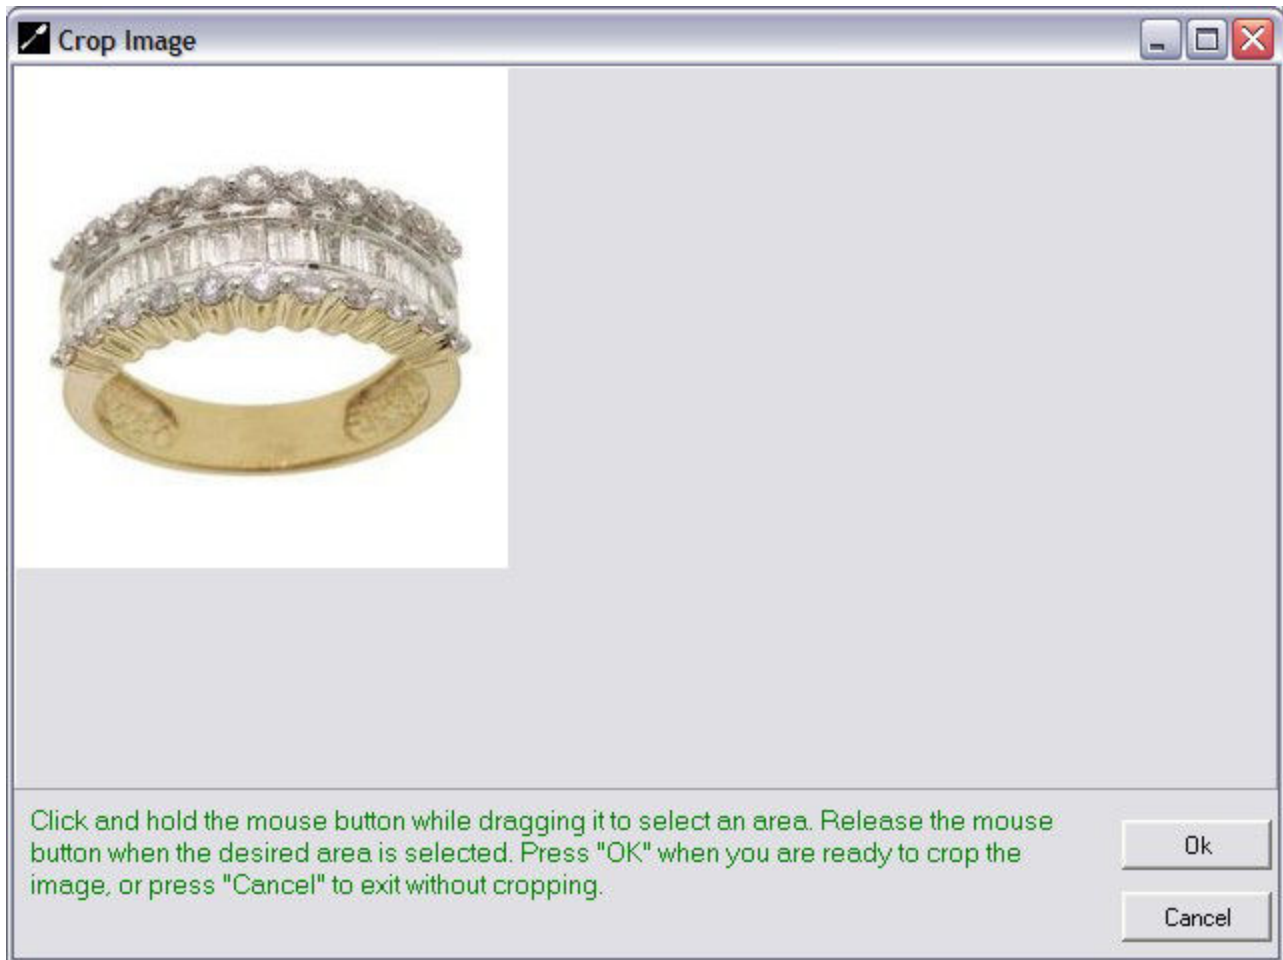 Crop Image
Click and hold the mouse button while dragging it to select an area. Release the mouse
button when the desired area is selected. Press "OK" when you are ready to crop the
image, or press "Cancel" to exit without cropping.
Ok
Cancel